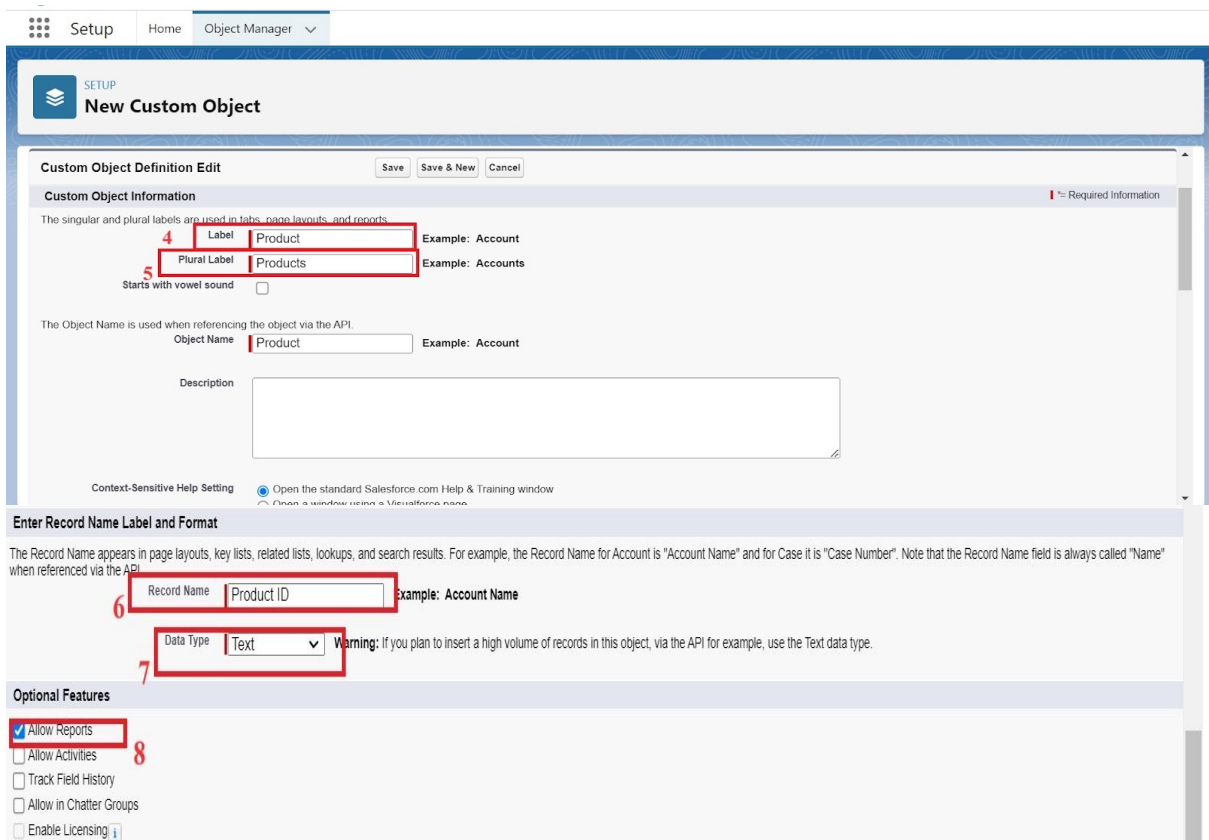 Setup Home Object Manager
SETUP
New Custom Object
Custom Object Definition Edit Save Save & New Cancel
Custom Object Information *= Required Information
The singular and plural labels are used in tabs, page layouts, and reports.
4 Label Product Example: Account
5 Plural Label Products Example: Accounts
Starts with vowel sound
The Object Name is used when referencing the object via the API.
Object Name Product Example: Account
Description
Context-Sensitive Help Setting Open the standard Salesforce.com Help & Training window
Open a window using a Visualforce page
Enter Record Name Label and Format
The Record Name appears in page layouts, key lists, related lists, lookups, and search results. For example, the Record Name for Account is "Account Name" and for Case it is "Case Number". Note that the Record Name field is always called "Name"
when referenced via the API.
6 Record Name Product ID Example: Account Name
7 Data Type Text Warning: If you plan to insert a high volume of records in this object, via the API for example, use the Text data type.
Optional Features
Allow Reports 8
Allow Activities
Track Field History
Allow in Chatter Groups
Enable Licensing i